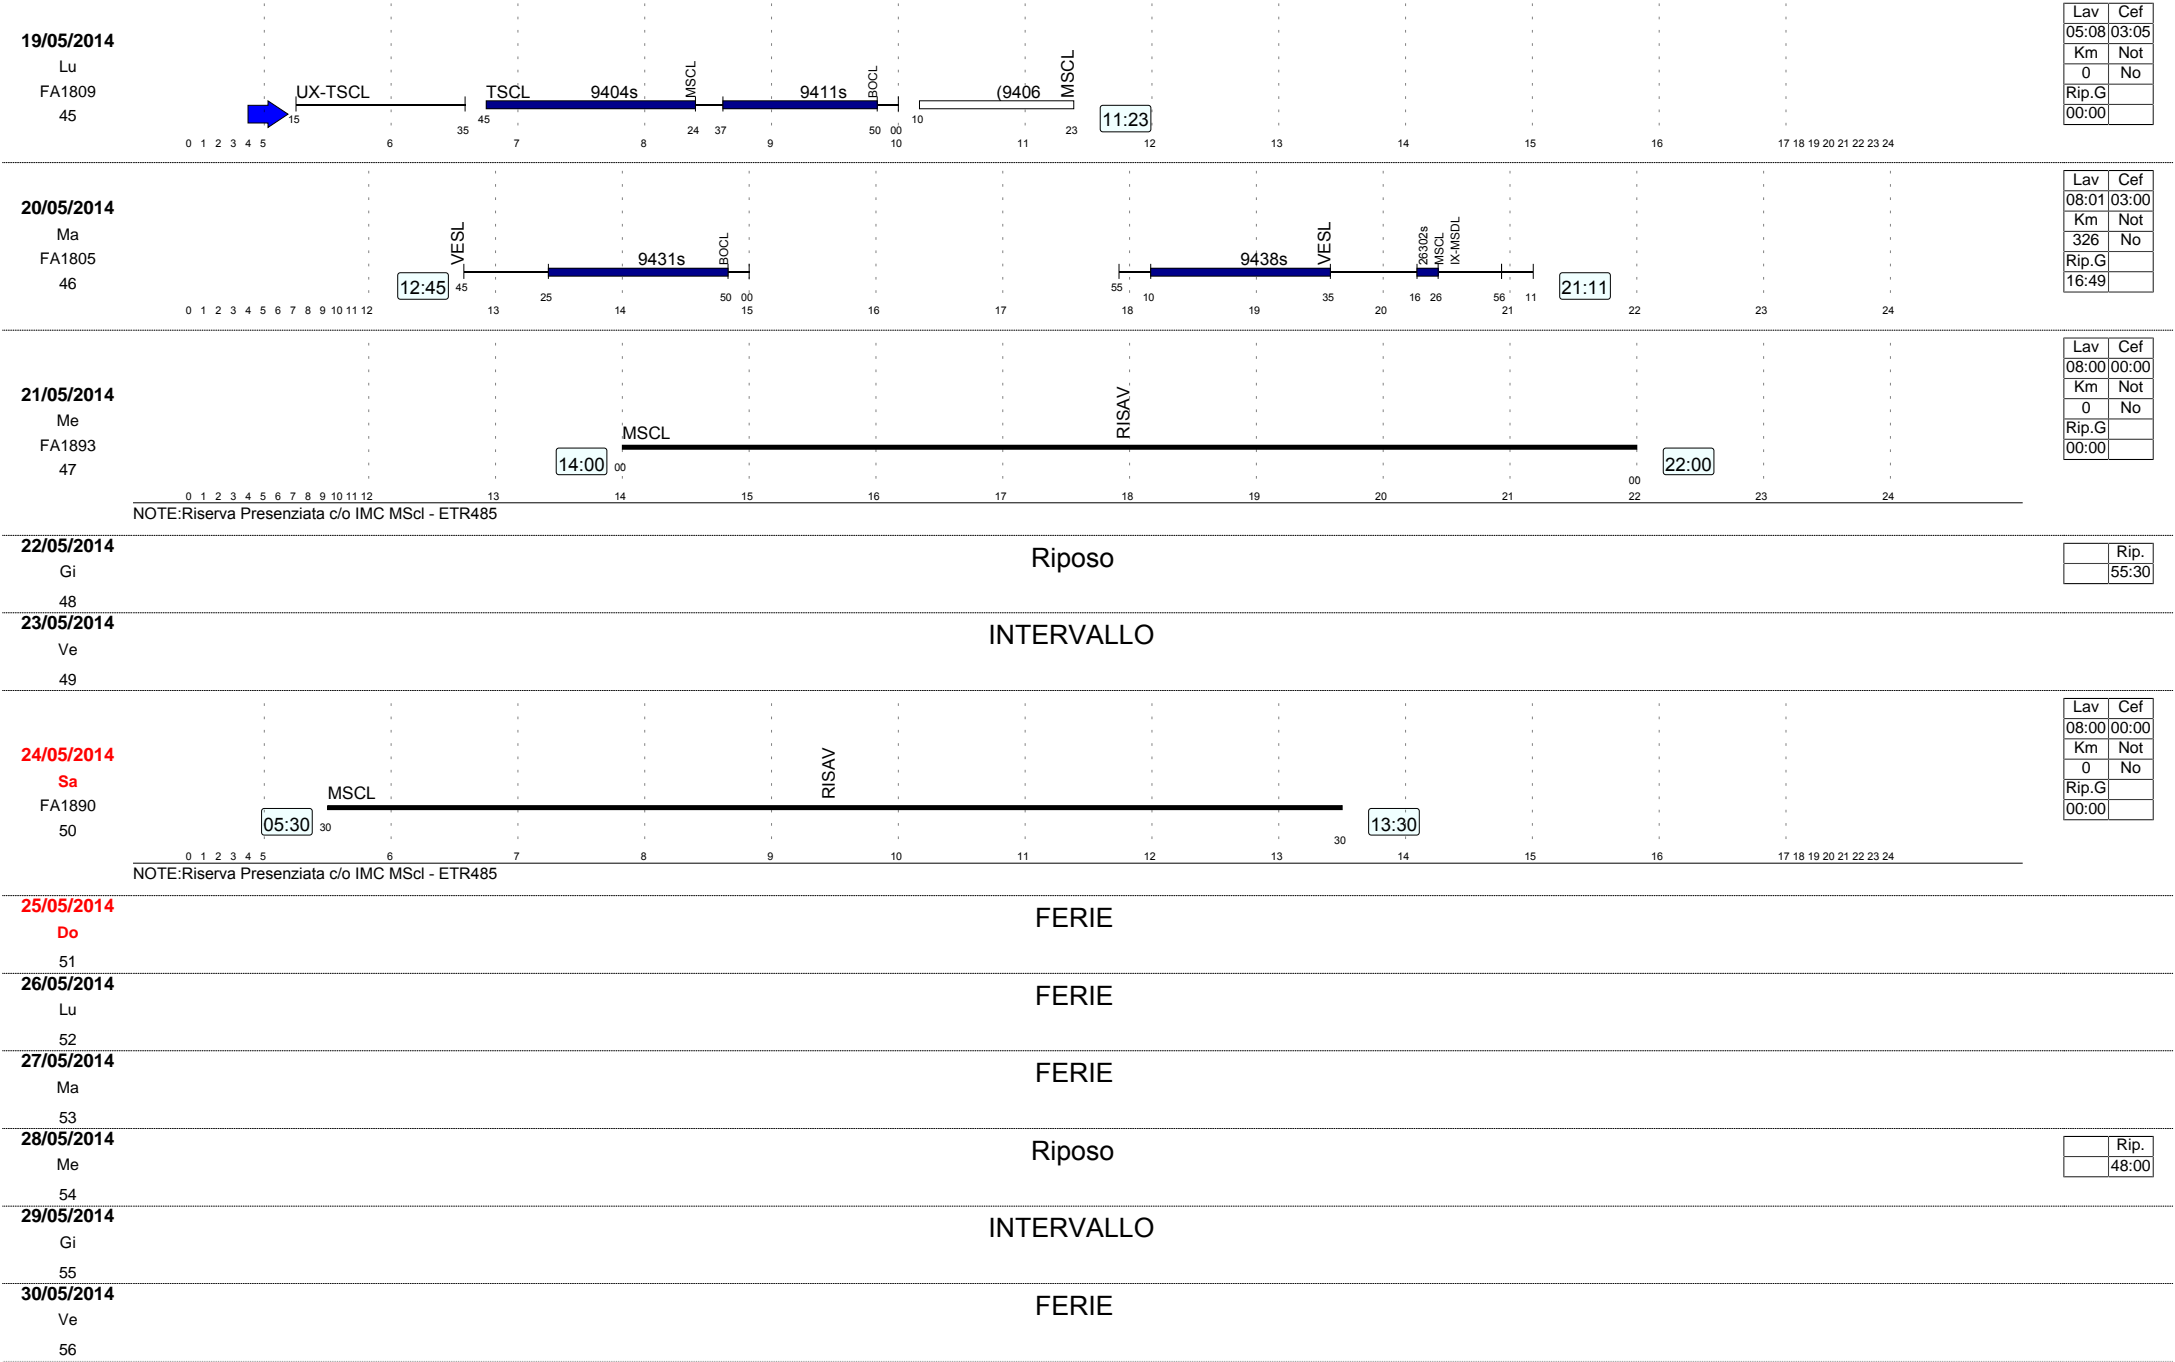 19/05/2014
Lu
FA1809
45
UX-TSCL
TSCL
9404s
MSCL
9411s
BOCL
(9406
MSCL
15
35
45
24
37
50
00
10
23
11:23
0 1 2 3 4 5 6 7 8 9 10 11 12 13 14 15 16 17 18 19 20 21 22 23 24
Lav Cef
05:08 03:05
Km Not
0 No
Rip.G
00:00
20/05/2014
Ma
FA1805
46
12:45
VESL
9431s
BOCL
9438s
VESL
26302s
MSCL
IX-MSDL
45
25
50
00
55
10
35
16
26
56
11
21:11
0 1 2 3 4 5 6 7 8 9 10 11 12 13 14 15 16 17 18 19 20 21 22 23 24
Lav Cef
08:01 03:00
Km Not
326 No
Rip.G
16:49
21/05/2014
Me
FA1893
47
14:00
00
MSCL
RISAV
00
22:00
0 1 2 3 4 5 6 7 8 9 10 11 12 13 14 15 16 17 18 19 20 21 22 23 24
NOTE:Riserva Presenziata c/o IMC MScl - ETR485
Lav Cef
08:00 00:00
Km Not
0 No
Rip.G
00:00
22/05/2014
Gi
48
Riposo
Rip.
55:30
23/05/2014
Ve
49
INTERVALLO
24/05/2014
Sa
FA1890
50
05:30
30
MSCL
RISAV
30
13:30
0 1 2 3 4 5 6 7 8 9 10 11 12 13 14 15 16 17 18 19 20 21 22 23 24
NOTE:Riserva Presenziata c/o IMC MScl - ETR485
Lav Cef
08:00 00:00
Km Not
0 No
Rip.G
00:00
25/05/2014
Do
51
FERIE
26/05/2014
Lu
52
FERIE
27/05/2014
Ma
53
FERIE
28/05/2014
Me
54
Riposo
Rip.
48:00
29/05/2014
Gi
55
INTERVALLO
30/05/2014
Ve
56
FERIE